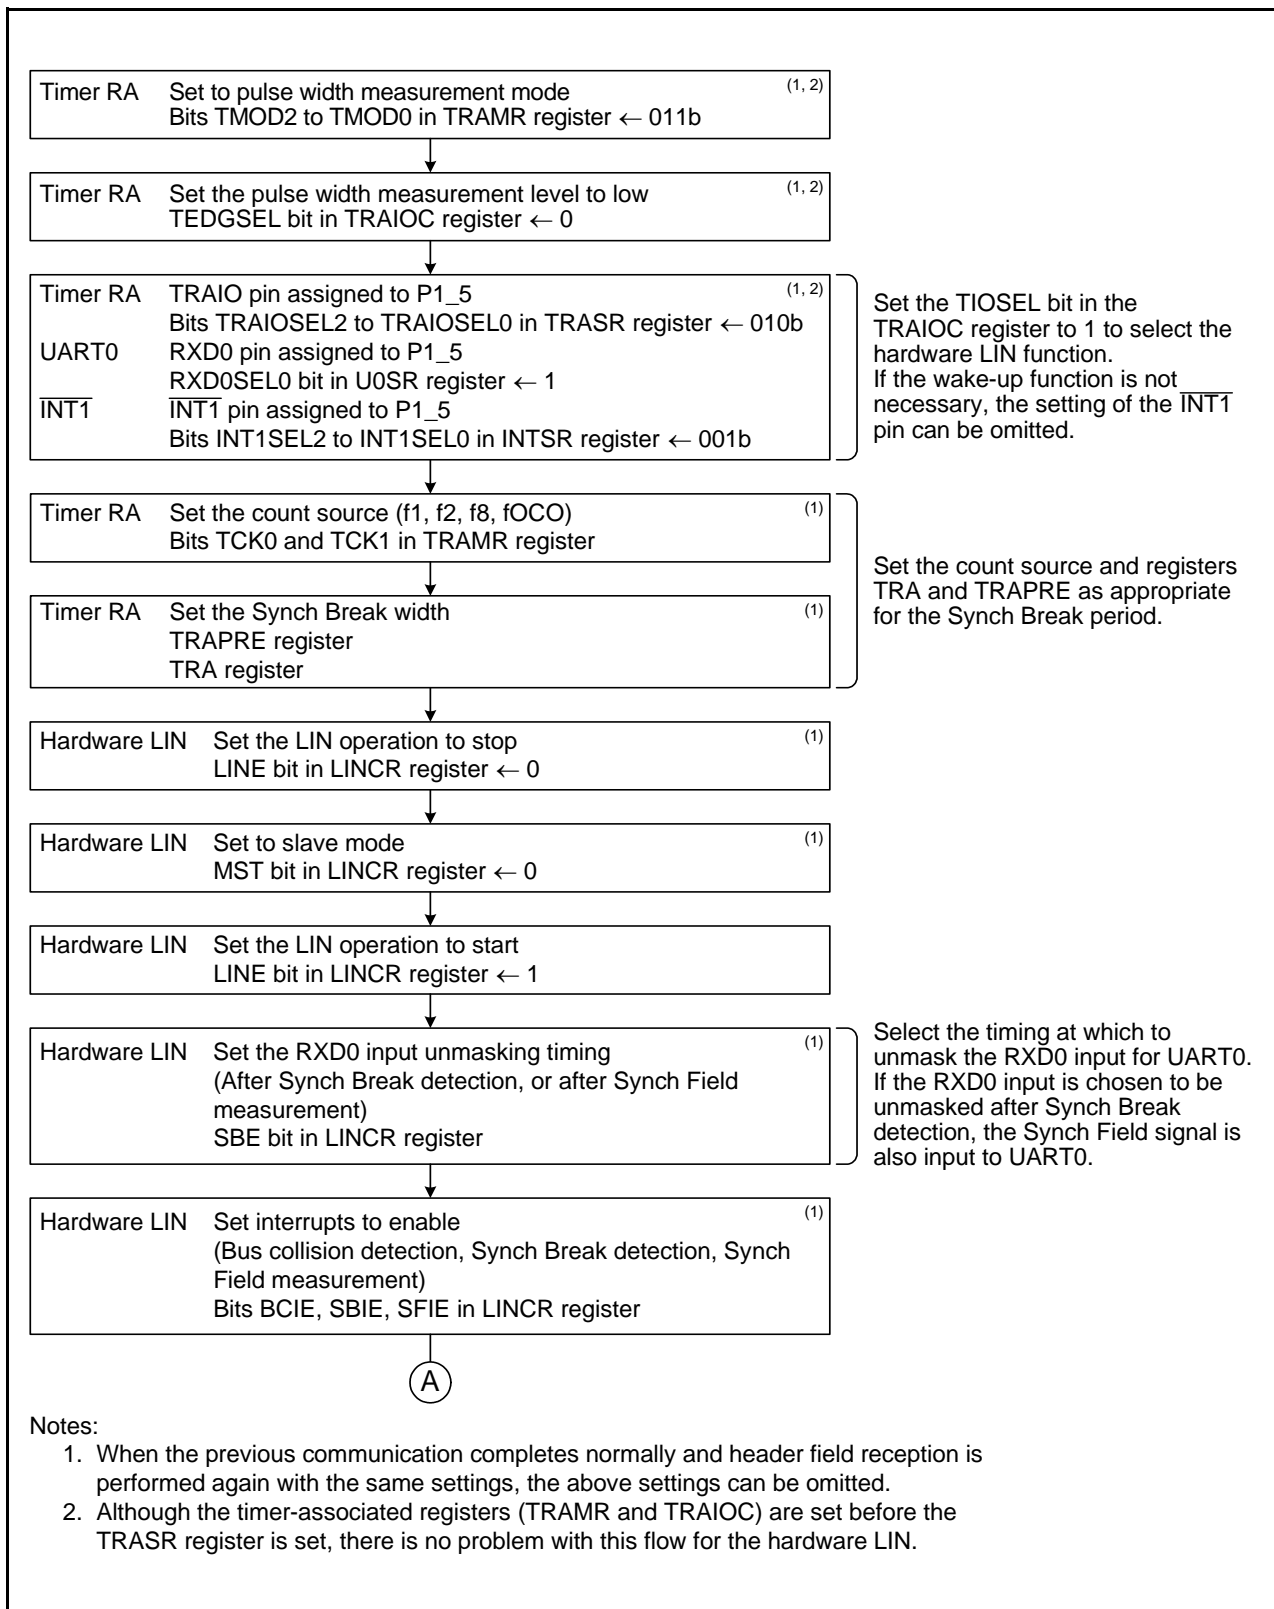 Timer RA Set to pulse width measurement mode (1, 2)
Bits TMOD2 to TMOD0 in TRAMR register ← 011b
Timer RA Set the pulse width measurement level to low (1, 2)
TEDGSEL bit in TRAIOC register ← 0
Timer RA TRAIO pin assigned to P1_5 (1, 2)
Bits TRAIOSEL2 to TRAIOSEL0 in TRASR register ← 010b
UART0 RXD0 pin assigned to P1_5
RXD0SEL0 bit in U0SR register ← 1
INT1 INT1 pin assigned to P1_5
Bits INT1SEL2 to INT1SEL0 in INTSR register ← 001b
Set the TIOSEL bit in the
TRAIOC register to 1 to select the
hardware LIN function.
If the wake-up function is not
necessary, the setting of the INT1
pin can be omitted.
Timer RA Set the count source (f1, f2, f8, fOCO) (1)
Bits TCK0 and TCK1 in TRAMR register
Timer RA Set the Synch Break width (1)
TRAPRE register
TRA register
Set the count source and registers
TRA and TRAPRE as appropriate
for the Synch Break period.
Hardware LIN Set the LIN operation to stop (1)
LINE bit in LINCR register ← 0
Hardware LIN Set to slave mode (1)
MST bit in LINCR register ← 0
Hardware LIN Set the LIN operation to start
LINE bit in LINCR register ← 1
Hardware LIN Set the RXD0 input unmasking timing (1)
(After Synch Break detection, or after Synch Field
measurement)
SBE bit in LINCR register
Select the timing at which to
unmask the RXD0 input for UART0.
If the RXD0 input is chosen to be
unmasked after Synch Break
detection, the Synch Field signal is
also input to UART0.
Hardware LIN Set interrupts to enable (1)
(Bus collision detection, Synch Break detection, Synch
Field measurement)
Bits BCIE, SBIE, SFIE in LINCR register
A
Notes:
1. When the previous communication completes normally and header field reception is
performed again with the same settings, the above settings can be omitted.
2. Although the timer-associated registers (TRAMR and TRAIOC) are set before the
TRASR register is set, there is no problem with this flow for the hardware LIN.